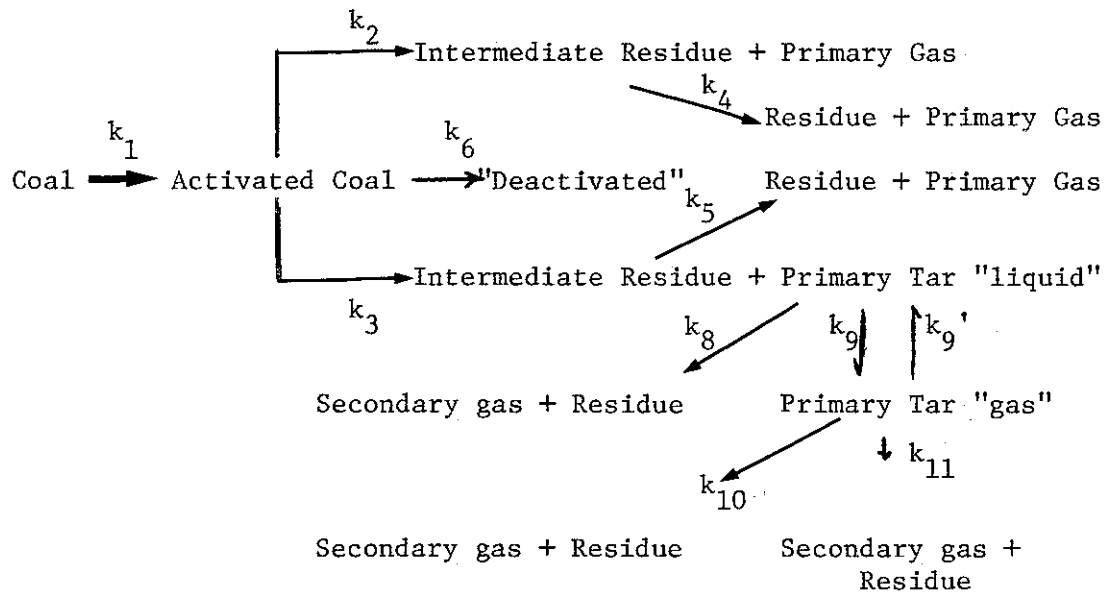 k2
Intermediate Residue + Primary Gas
k4
Residue + Primary Gas
k1
k6
Coal Activated Coal "Deactivated" Residue + Primary Gas
k5
Intermediate Residue + Primary Tar "liquid"
k3
k8 k9 k9'
Secondary gas + Residue Primary Tar "gas"
k11
k10
Secondary gas + Residue Secondary gas +
Residue